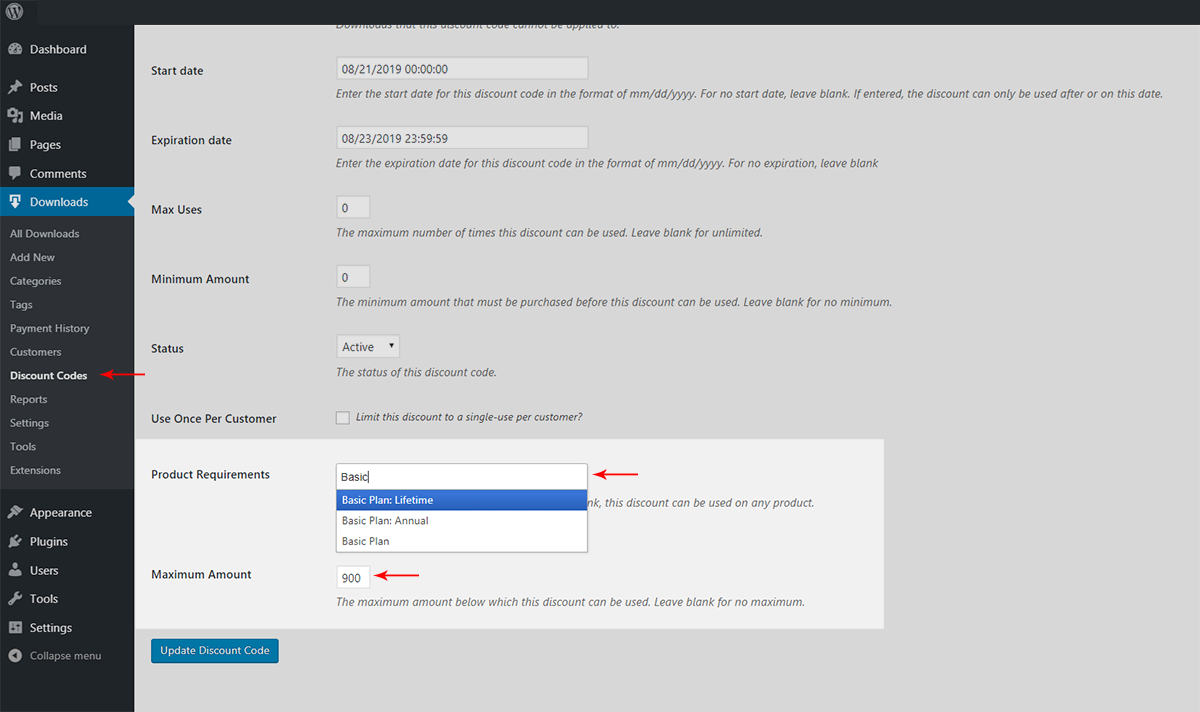 Downloads that this discount code cannot be applied to.
Dashboard
Posts
Media
Pages
Comments
Downloads
All Downloads
Add New
Categories
Tags
Payment History
Customers
Discount Codes
Reports
Settings
Tools
Extensions
Appearance
Plugins
Users
Tools
Settings
Collapse menu
Start date
08/21/2019 00:00:00
Enter the start date for this discount code in the format of mm/dd/yyyy. For no start date, leave blank. If entered, the discount can only be used after or on this date.
Expiration date
08/23/2019 23:59:59
Enter the expiration date for this discount code in the format of mm/dd/yyyy. For no expiration, leave blank
Max Uses
0
The maximum number of times this discount can be used. Leave blank for unlimited.
Minimum Amount
0
The minimum amount that must be purchased before this discount can be used. Leave blank for no minimum.
Status
Active
The status of this discount code.
Use Once Per Customer
Limit this discount to a single-use per customer?
Product Requirements
Basic
Basic Plan: Lifetime
nk, this discount can be used on any product.
Basic Plan: Annual
Basic Plan
Maximum Amount
900
The maximum amount below which this discount can be used. Leave blank for no maximum.
Update Discount Code